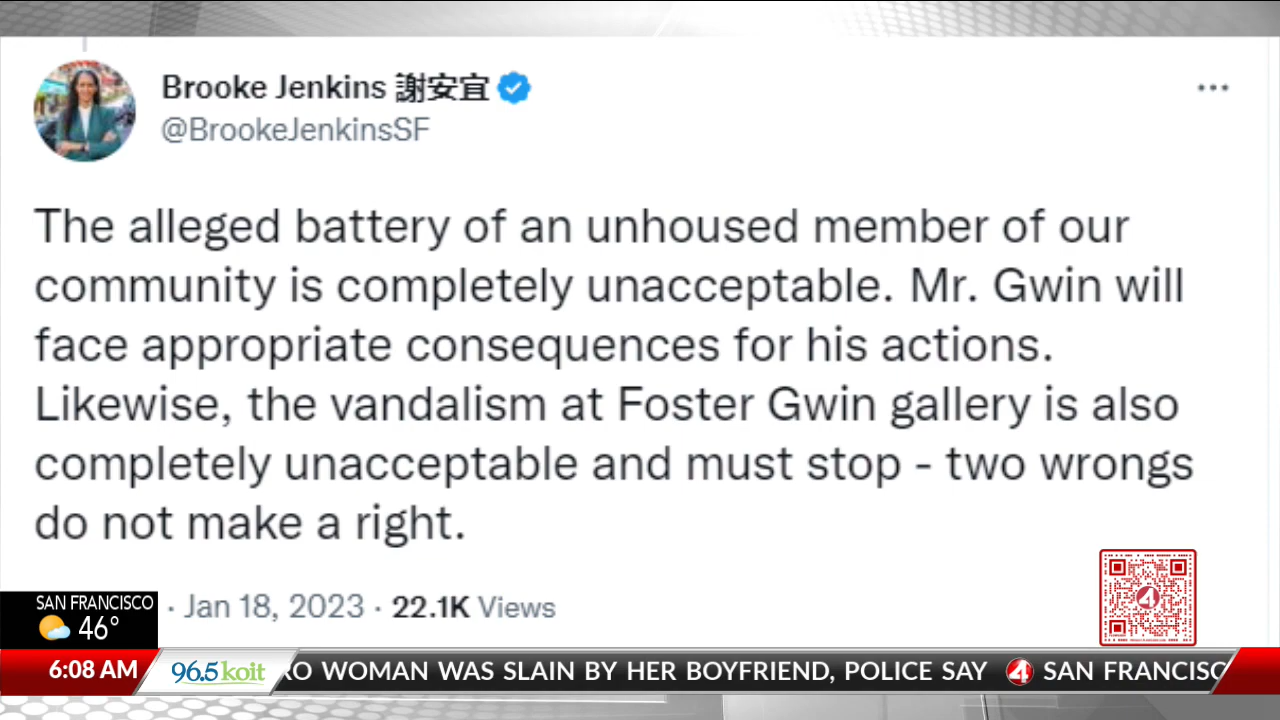 Brooke Jenkins 謝安宜
@BrookeJenkinsSF
The alleged battery of an unhoused member of our
community is completely unacceptable. Mr. Gwin will
face appropriate consequences for his actions.
Likewise, the vandalism at Foster Gwin gallery is also
completely unacceptable and must stop - two wrongs
do not make a right.
· Jan 18, 2023 · 22.1K Views
SAN FRANCISCO
46°
4
6:08 AM
96.5 koit
RO WOMAN WAS SLAIN BY HER BOYFRIEND, POLICE SAY 4 SAN FRANCISC